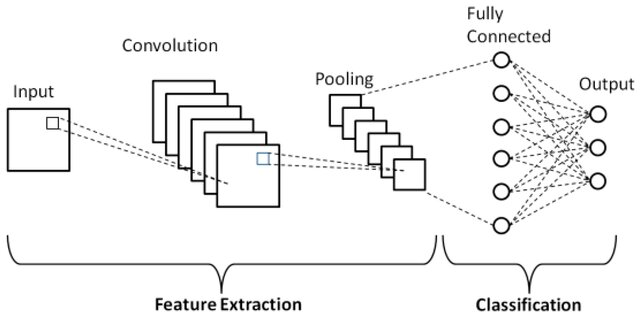 Input
Convolution
Pooling
Fully
Connected
Output
Feature Extraction
Classification